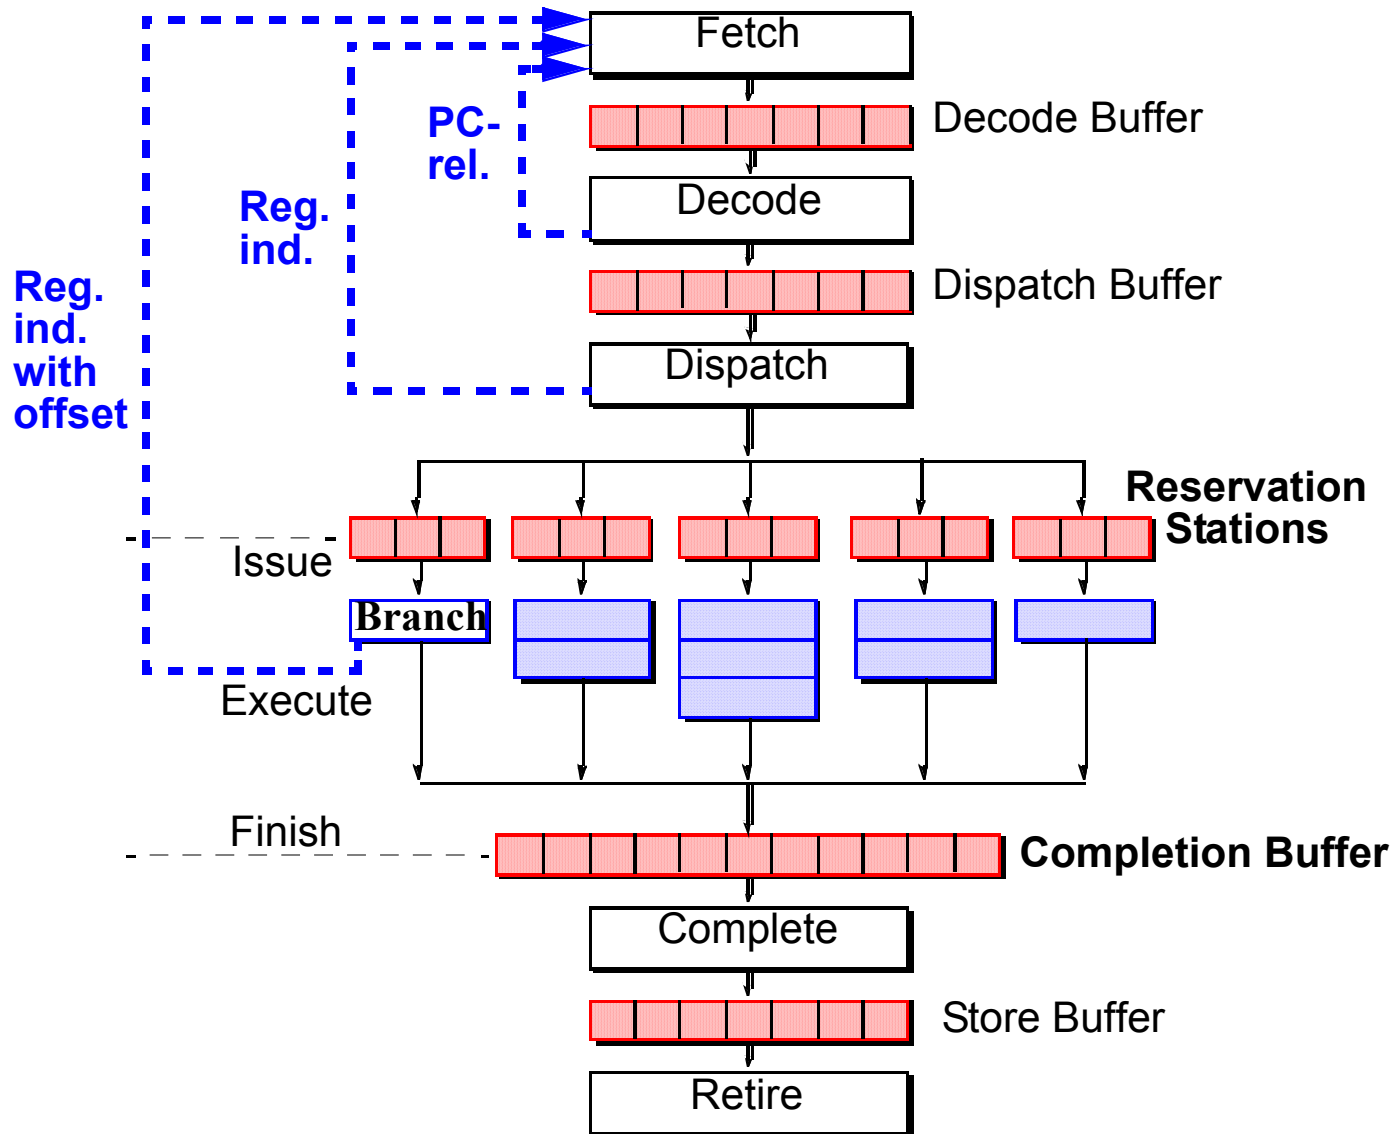 Fetch
Decode Buffer
PC-
rel.
Decode
Reg.
ind.
Dispatch Buffer
Reg.
ind.
with
offset
Dispatch
Reservation
Stations
Issue
Branch
Execute
Finish
Completion Buffer
Complete
Store Buffer
Retire